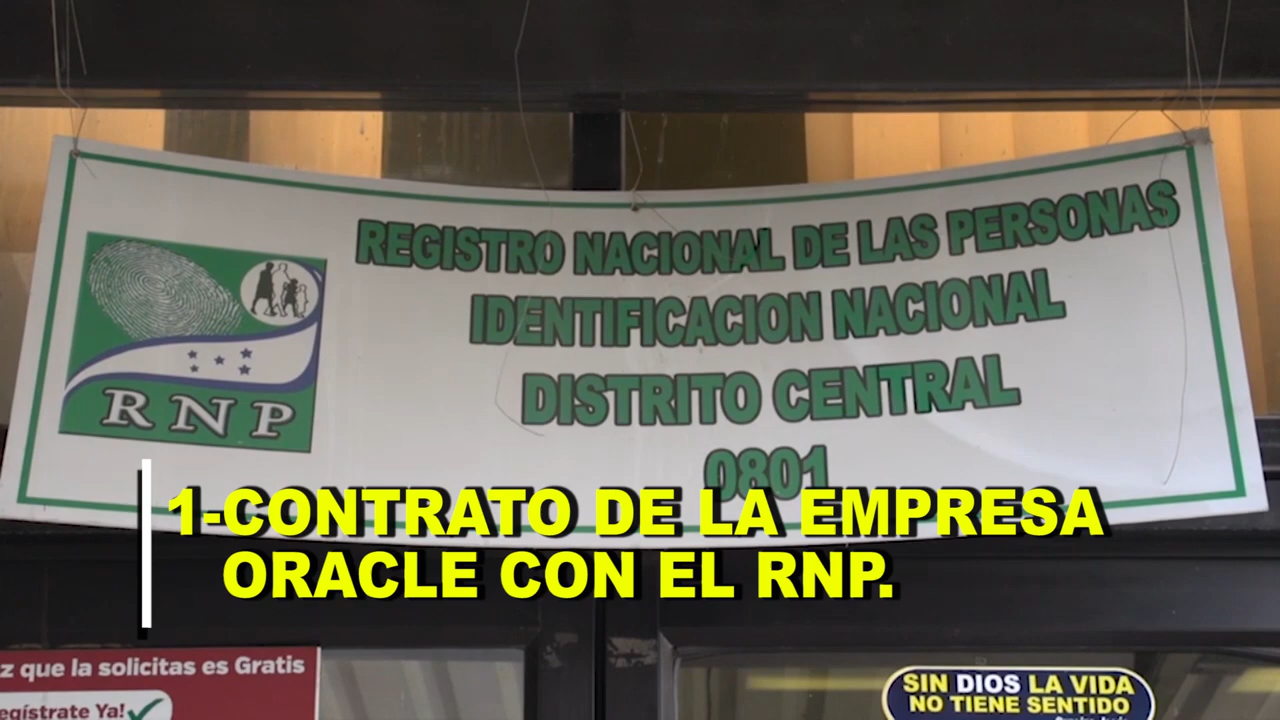 REGISTRO NACIONAL DE LAS PERSONAS
IDENTIFICACION NACIONAL
DISTRITO CENTRAL
0801
RNP
1-CONTRATO DE LA EMPRESA
ORACLE CON EL RNP.
z que la solicitas es Gratis
egístrate Ya!
SIN DIOS LA VIDA
NO TIENE SENTIDO